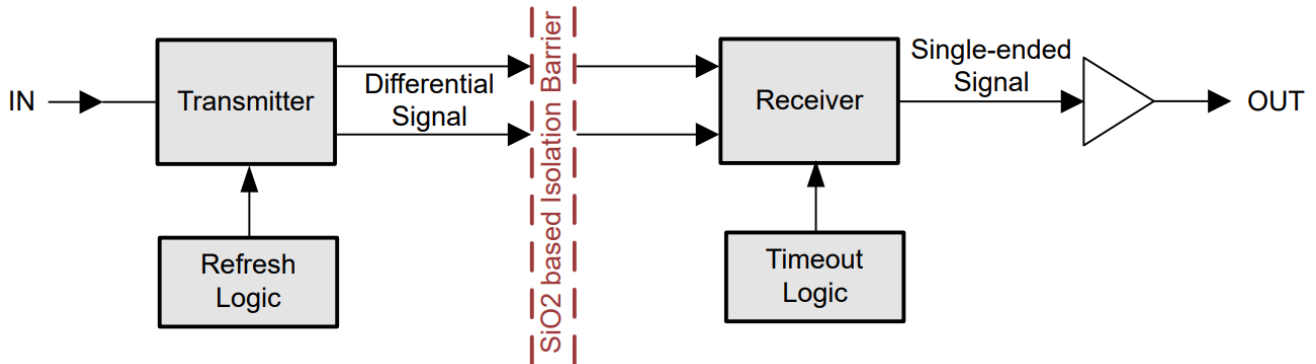 IN
Transmitter
Differential
Signal
SiO2 based Isolation Barrier
Receiver
Single-ended
Signal
OUT
Refresh
Logic
Timeout
Logic